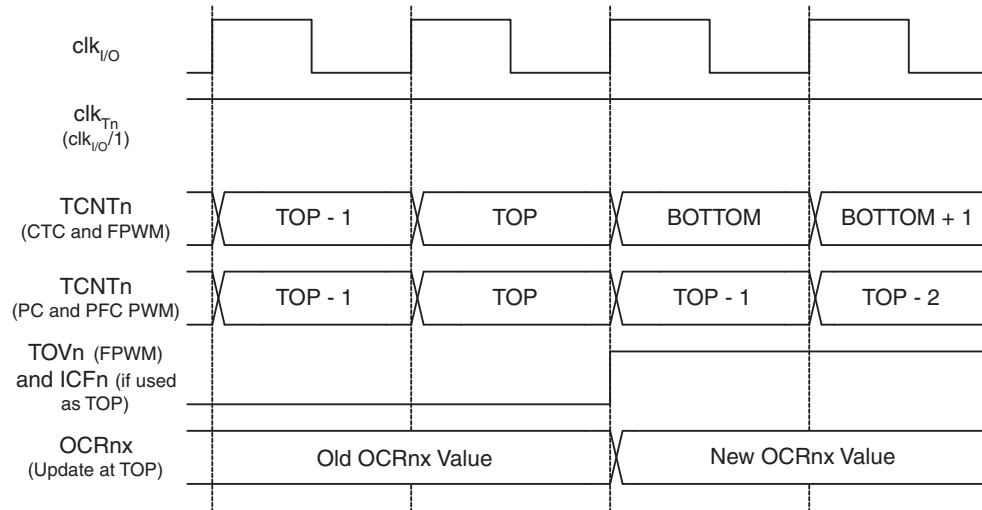 clkI/O
clkTn
(clkI/O/1)
TCNTn
(CTC and FPWM)
TOP - 1
TOP
BOTTOM
BOTTOM + 1
TCNTn
(PC and PFC PWM)
TOP - 1
TOP
TOP - 1
TOP - 2
TOVn (FPWM)
and ICFn (if used
as TOP)
OCRnx
(Update at TOP)
Old OCRnx Value
New OCRnx Value